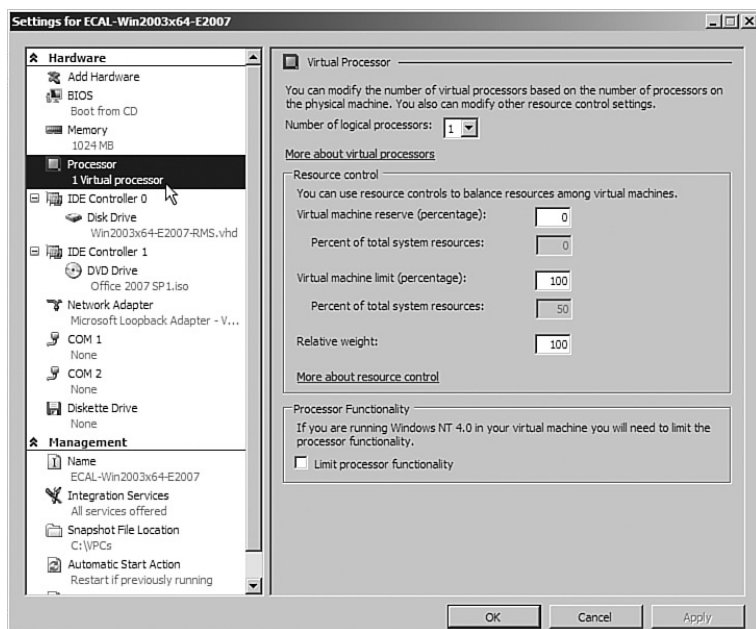 Settings for ECAL-Win2003x64-E2007
Hardware
Add Hardware
BIOS
Boot from CD
Memory
1024 MB
Processor
1 Virtual processor
IDE Controller 0
Disk Drive
Win2003x64-E2007-RMS.vhd
IDE Controller 1
DVD Drive
Office 2007 SP1.iso
Network Adapter
Microsoft Loopback Adapter - V...
COM 1
None
COM 2
None
Diskette Drive
None
Management
Name
ECAL-Win2003x64-E2007
Integration Services
All services offered
Snapshot File Location
C:\VPCs
Automatic Start Action
Restart if previously running
Virtual Processor
You can modify the number of virtual processors based on the number of processors on
the physical machine. You also can modify other resource control settings.
Number of logical processors: 1
More about virtual processors
Resource control
You can use resource controls to balance resources among virtual machines.
Virtual machine reserve (percentage): 0
Percent of total system resources: 0
Virtual machine limit (percentage): 100
Percent of total system resources: 50
Relative weight: 100
More about resource control
Processor Functionality
If you are running Windows NT 4.0 in your virtual machine you will need to limit the
processor functionality.
Limit processor functionality
OK Cancel Apply